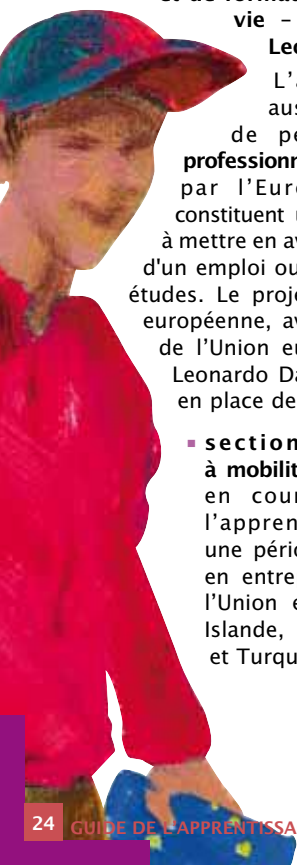 vie –
L'a
aus
de pe
professionn
par l'Euro
constituent u
à mettre en av
d'un emploi ou
études. Le proje
européenne, av
de l'Union eu
Leonardo Da
en place de
section
à mobilit
en cour
l'appren
une pério
en entre
l'Union e
Islande,
et Turqu
24 GUIDE DE L'APPRENTISSA